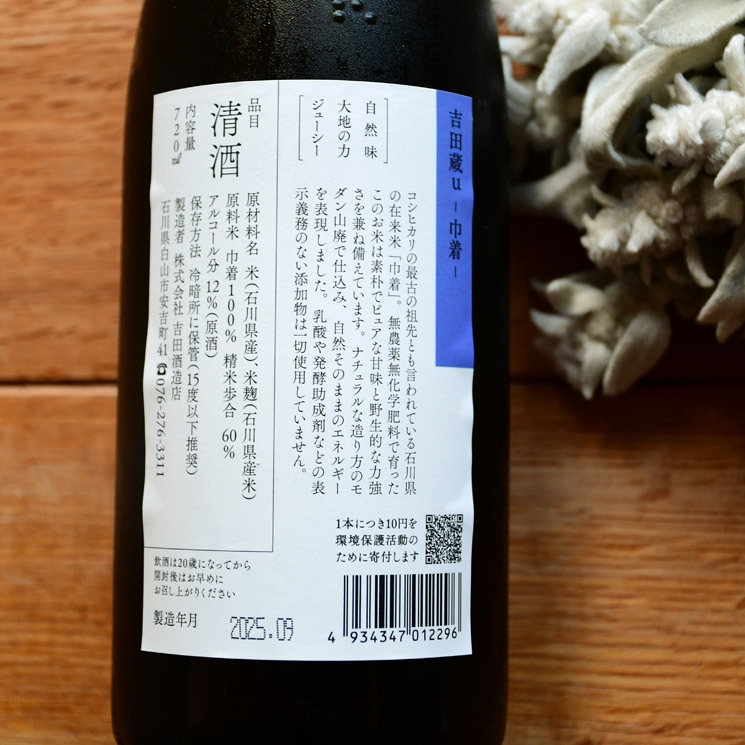 吉田蔵u －巾着－
自然味
大地の力
ジューシー
コシヒカリの最古の祖先とも言われている石川県
の在来米「巾着」。無農薬無化学肥料で育った
このお米は素朴でピュアな甘味と野生的な力強
さを兼ね備えています。ナチュラルな造り方のモ
ダン山廃で仕込み、自然そのままのエネルギー
を表現しました。乳酸や発酵助成剤などの表
示義務のない添加物は一切使用していません。
品目
清酒
内容量
720㎖
原材料名 米(石川県産)、米麹(石川県産米)
原料米 巾着100% 精米歩合 60%
アルコール分 12%(原酒)
保存方法 冷暗所に保管(15度以下推奨)
製造者 株式会社 吉田酒造店
石川県白山市安吉町41 ☎076-276-3311
1本につき10円を
環境保護活動の
ために寄付します
飲酒は20歳になってから
開封後はお早めに
お召し上がりください
製造年月 2025.09
4 934347 012296